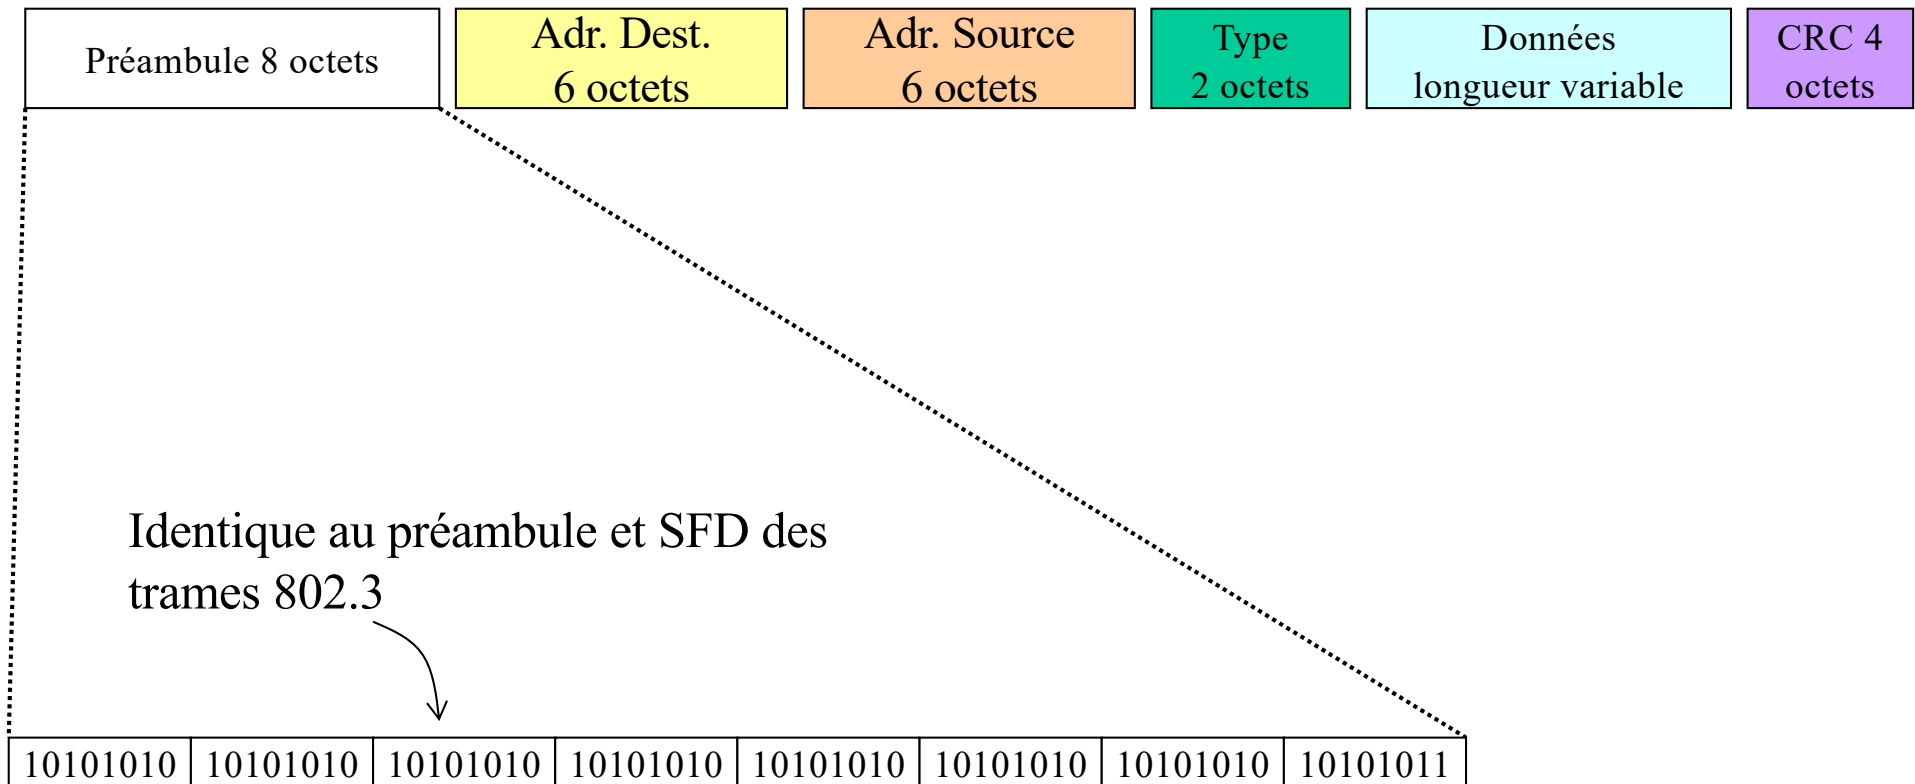 Préambule 8 octets
Adr. Dest.
6 octets
Adr. Source
6 octets
Type
2 octets
Données
longueur variable
CRC 4
octets
Identique au préambule et SFD des
trames 802.3
10101010 10101010 10101010 10101010 10101010 10101010 10101010 10101011